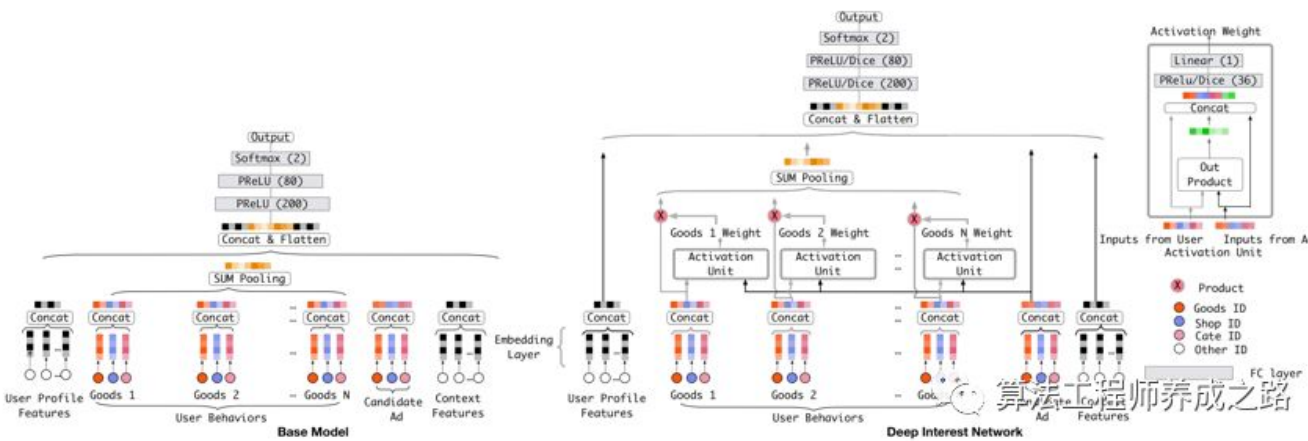 Output
Softmax (2)
PReLU (80)
PReLU (200)
Concat & Flatten
SUM Pooling
Concat Concat Concat .. Concat Concat Concat
User Profile Features
Goods 1 Goods 2 .. Goods N
Candidate Ad
Context Features
User Behaviors
Base Model
Output
Softmax (2)
PReLU/Dice (80)
PReLU/Dice (200)
Concat & Flatten
SUM Pooling
X X X
Goods 1 Weight Goods 2 Weight Goods N Weight
Activation Unit Activation Unit .. Activation Unit
Concat Concat Concat .. Concat Concat Concat
Embedding Layer
User Profile Features
Goods 1 Goods 2 ..
User Behaviors
Ad
Features
Deep Interest Network
Activation Weight
Linear (1)
PRelu/Dice (36)
Concat
Out Product
Inputs from User Inputs from A
Activation Unit
X Product
Goods ID
Shop ID
Cate ID
Other ID
FC layer
算法工程师养成之路